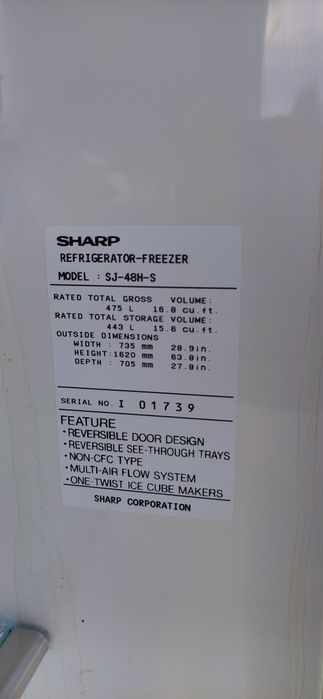 SHARP
REFRIGERATOR-FREEZER
MODEL : SJ-48H-S
RATED TOTAL GROSS VOLUME:
475 L 16.8 cu.ft.
RATED TOTAL STORAGE VOLUME:
443 L 15.6 cu.ft.
OUTSIDE DIMENSIONS
WIDTH : 735 mm 28.9in.
HEIGHT:1620 mm 63.8in.
DEPTH : 705 mm 27.8in.
SERIAL NO. I 01739
FEATURE
•REVERSIBLE DOOR DESIGN
•REVERSIBLE SEE-THROUGH TRAYS
•NON-CFC TYPE
•MULTI-AIR FLOW SYSTEM
•ONE-TWIST ICE CUBE MAKERS
SHARP CORPORATION